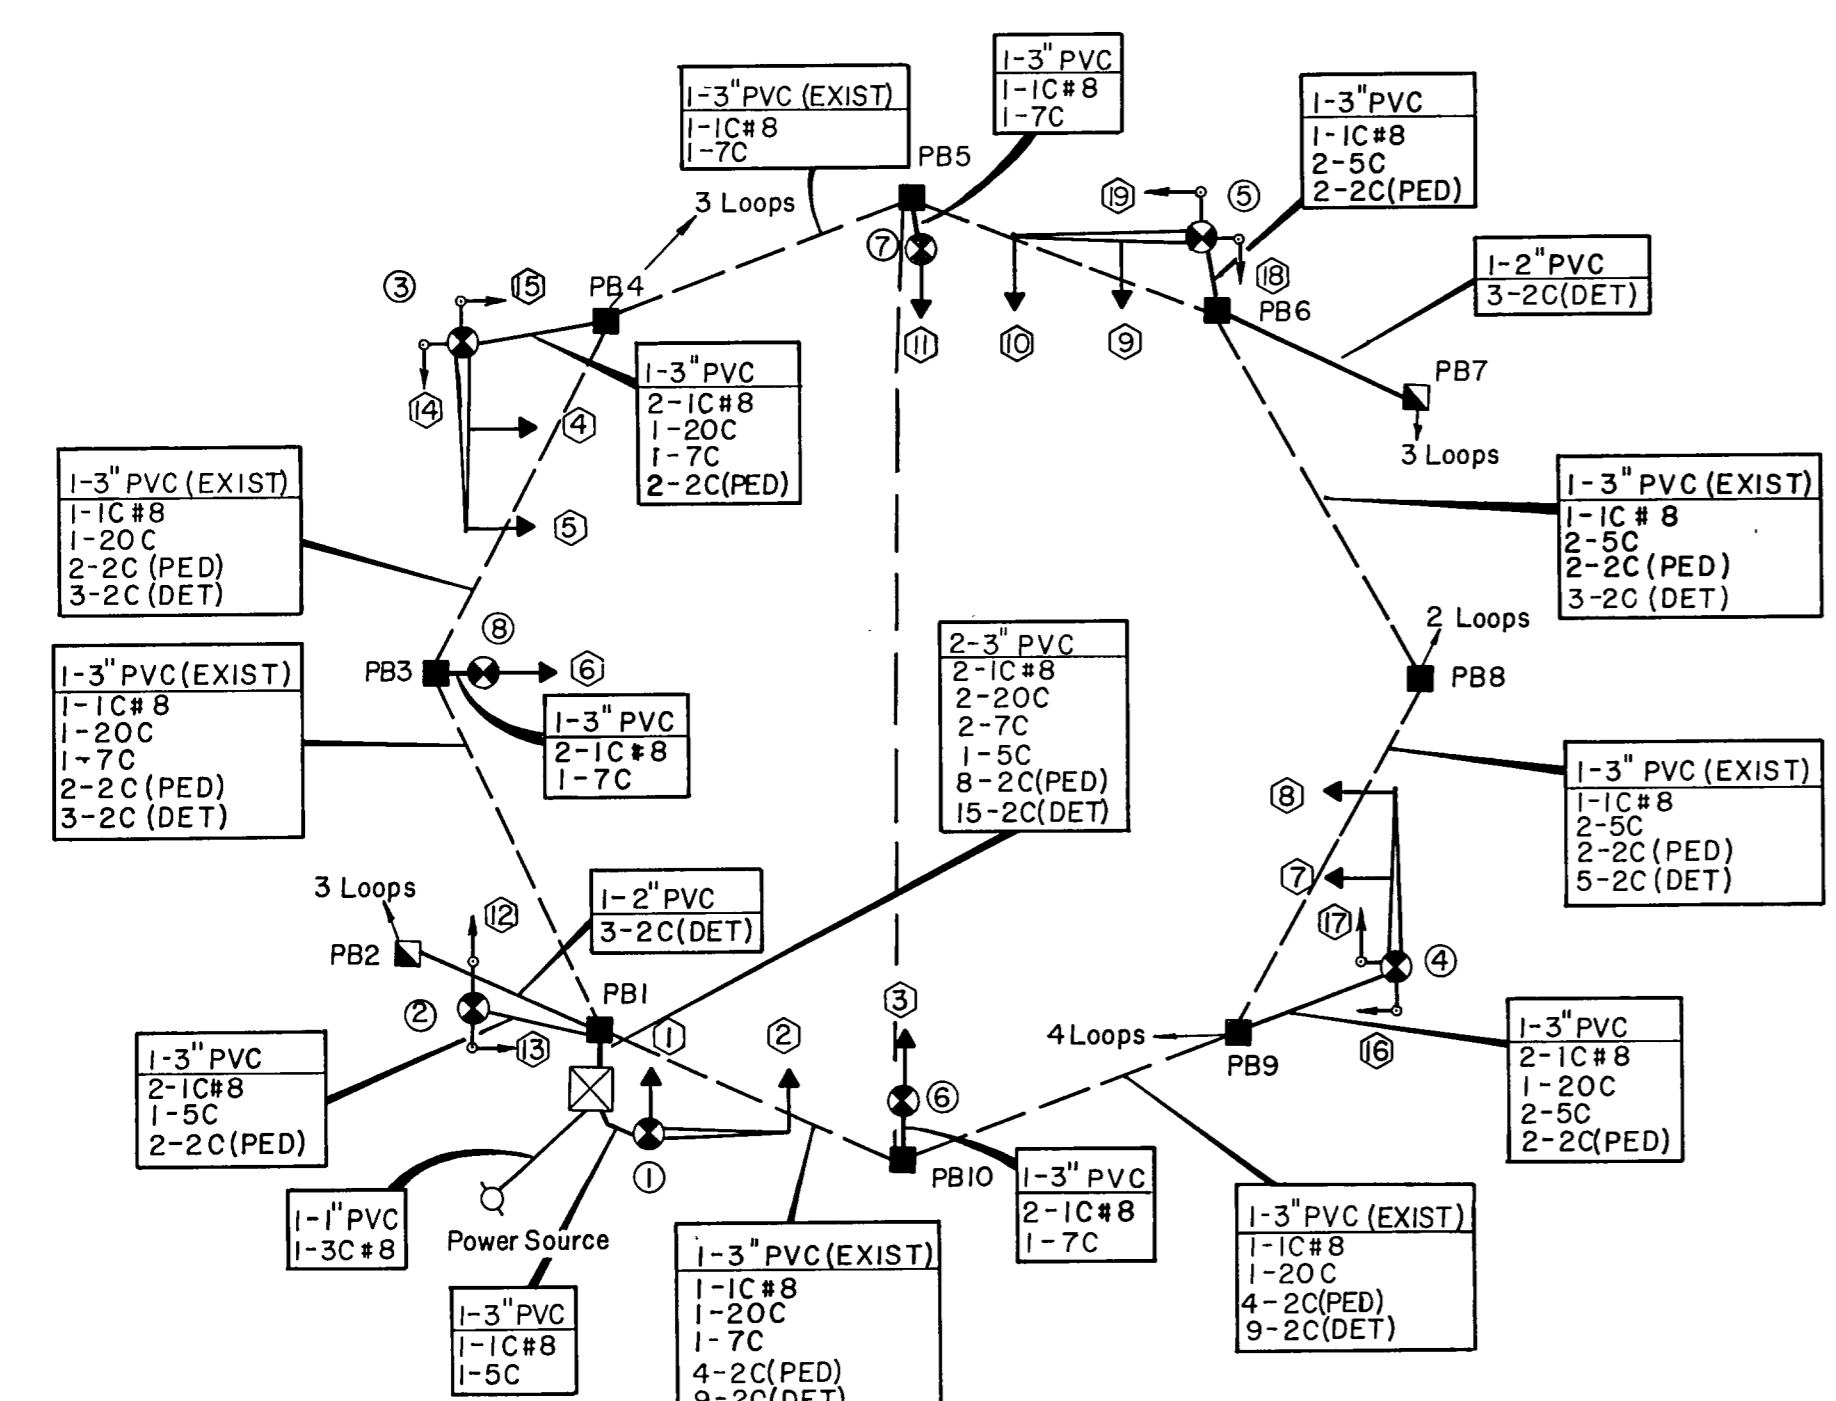 1-3" PVC (EXIST)
1-1C#8
1-7C
1-3" PVC
1-1C#8
1-7C
1-3" PVC
1-1C#8
2-5C
2-2C(PED)
PB5
3 Loops
19
5
7
18
1-2" PVC
3-2C(DET)
3
15
PB4
PB6
11
10
9
PB7
3 Loops
14
4
5
1-3" PVC
2-1C#8
1-20C
1-7C
2-2C(PED)
1-3" PVC (EXIST)
1-1C#8
1-20C
2-2C (PED)
3-2C (DET)
1-3" PVC (EXIST)
1-1C # 8
2-5C
2-2C (PED)
3-2C (DET)
8
PB3
6
2 Loops
PB8
1-3" PVC (EXIST)
1-1C#8
1-20C
1-7C
2-2C (PED)
3-2C (DET)
1-3" PVC
2-1C#8
1-7C
2-3" PVC
2-1C#8
2-20C
2-7C
1-5C
8-2C(PED)
15-2C(DET)
1-3" PVC (EXIST)
1-1C#8
2-5C
2-2C (PED)
5-2C (DET)
8
7
17
4
3 Loops
12
PB2
1-2" PVC
3-2C(DET)
PB1
2
13
1
2
3
4 Loops
PB9
16
1-3" PVC
2-1C#8
1-5C
2-2C(PED)
1-3" PVC
2-1C#8
1-20C
2-5C
2-2C(PED)
6
1
PB10
1-1" PVC
1-3C#8
Power Source
1-3" PVC
2-1C#8
1-7C
1-3" PVC (EXIST)
1-1C#8
1-20C
4-2C(PED)
9-2C(DET)
1-3" PVC
1-1C#8
1-5C
1-3" PVC (EXIST)
1-1C#8
1-20C
1-7C
4-2C(PED)
9-2C(DET)